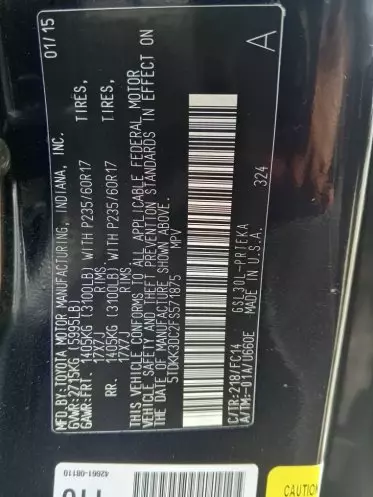 MFD.BY:TOYOTA MOTOR MANUFACTURING, INDIANA, INC. 01/15
GVWR:2715KG (5995LB)
GAWR:FRT. 1405KG (3100LB) WITH P235/60R17 TIRES,
17X7J RIMS
RR. 1405KG (3100LB) WITH P235/60R17 TIRES,
17X7J RIMS
THIS VEHICLE CONFORMS TO ALL APPLICABLE FEDERAL MOTOR
VEHICLE SAFETY AND THEFT PREVENTION STANDARDS IN EFFECT ON
THE DATE OF MANUFACTURE SHOWN ABOVE.
5TDKK3DC2FS571875 MPV
A
C/TR:218/FC14 GSL30L-PRTEKA
A/TM:-01A/U660E MADE IN U.S.A. 324
42661-08110
CAUTION